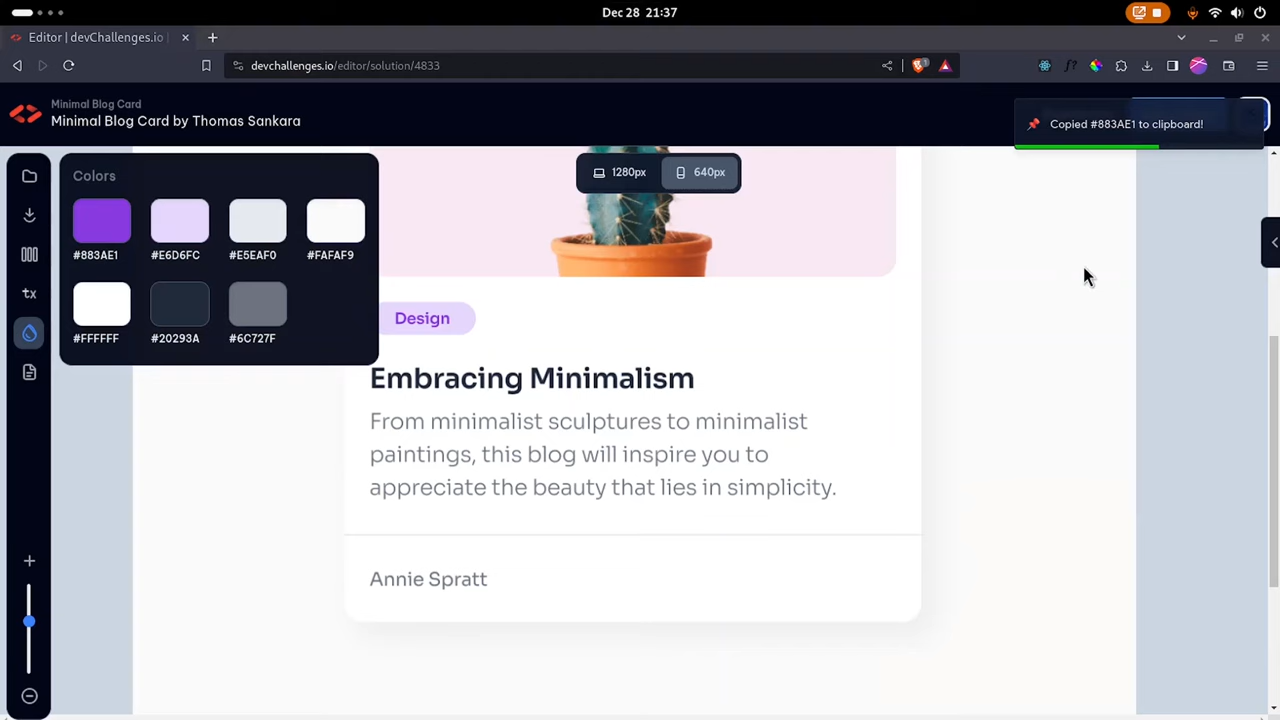 Dec 28 21:37
Editor | devChallenges.io
devchallenges.io/editor/solution/4833
Minimal Blog Card
Minimal Blog Card by Thomas Sankara
Copied #883AE1 to clipboard!
1280px
640px
Colors
#883AE1
#E6D6FC
#E5EAF0
#FAFAF9
#FFFFFF
#20293A
#6C727F
tx
Design
Embracing Minimalism
From minimalist sculptures to minimalist
paintings, this blog will inspire you to
appreciate the beauty that lies in simplicity.
Annie Spratt